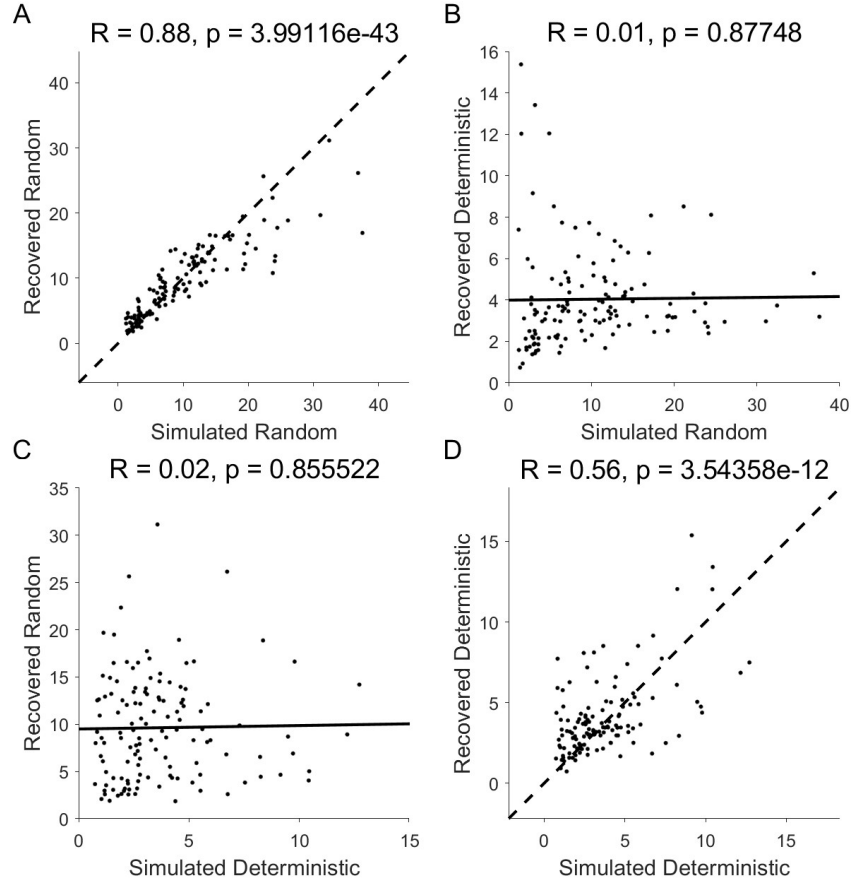 A
R = 0.88, p = 3.99116e-43
Recovered Random
40
30
20
10
0
0 10 20 30 40
Simulated Random
B
R = 0.01, p = 0.87748
Recovered Deterministic
16
14
12
10
8
6
4
2
0
0 10 20 30 40
Simulated Random
C
R = 0.02, p = 0.855522
Recovered Random
35
30
25
20
15
10
5
0
0 5 10 15
Simulated Deterministic
D
R = 0.56, p = 3.54358e-12
Recovered Deterministic
15
10
5
0
0 5 10 15
Simulated Deterministic